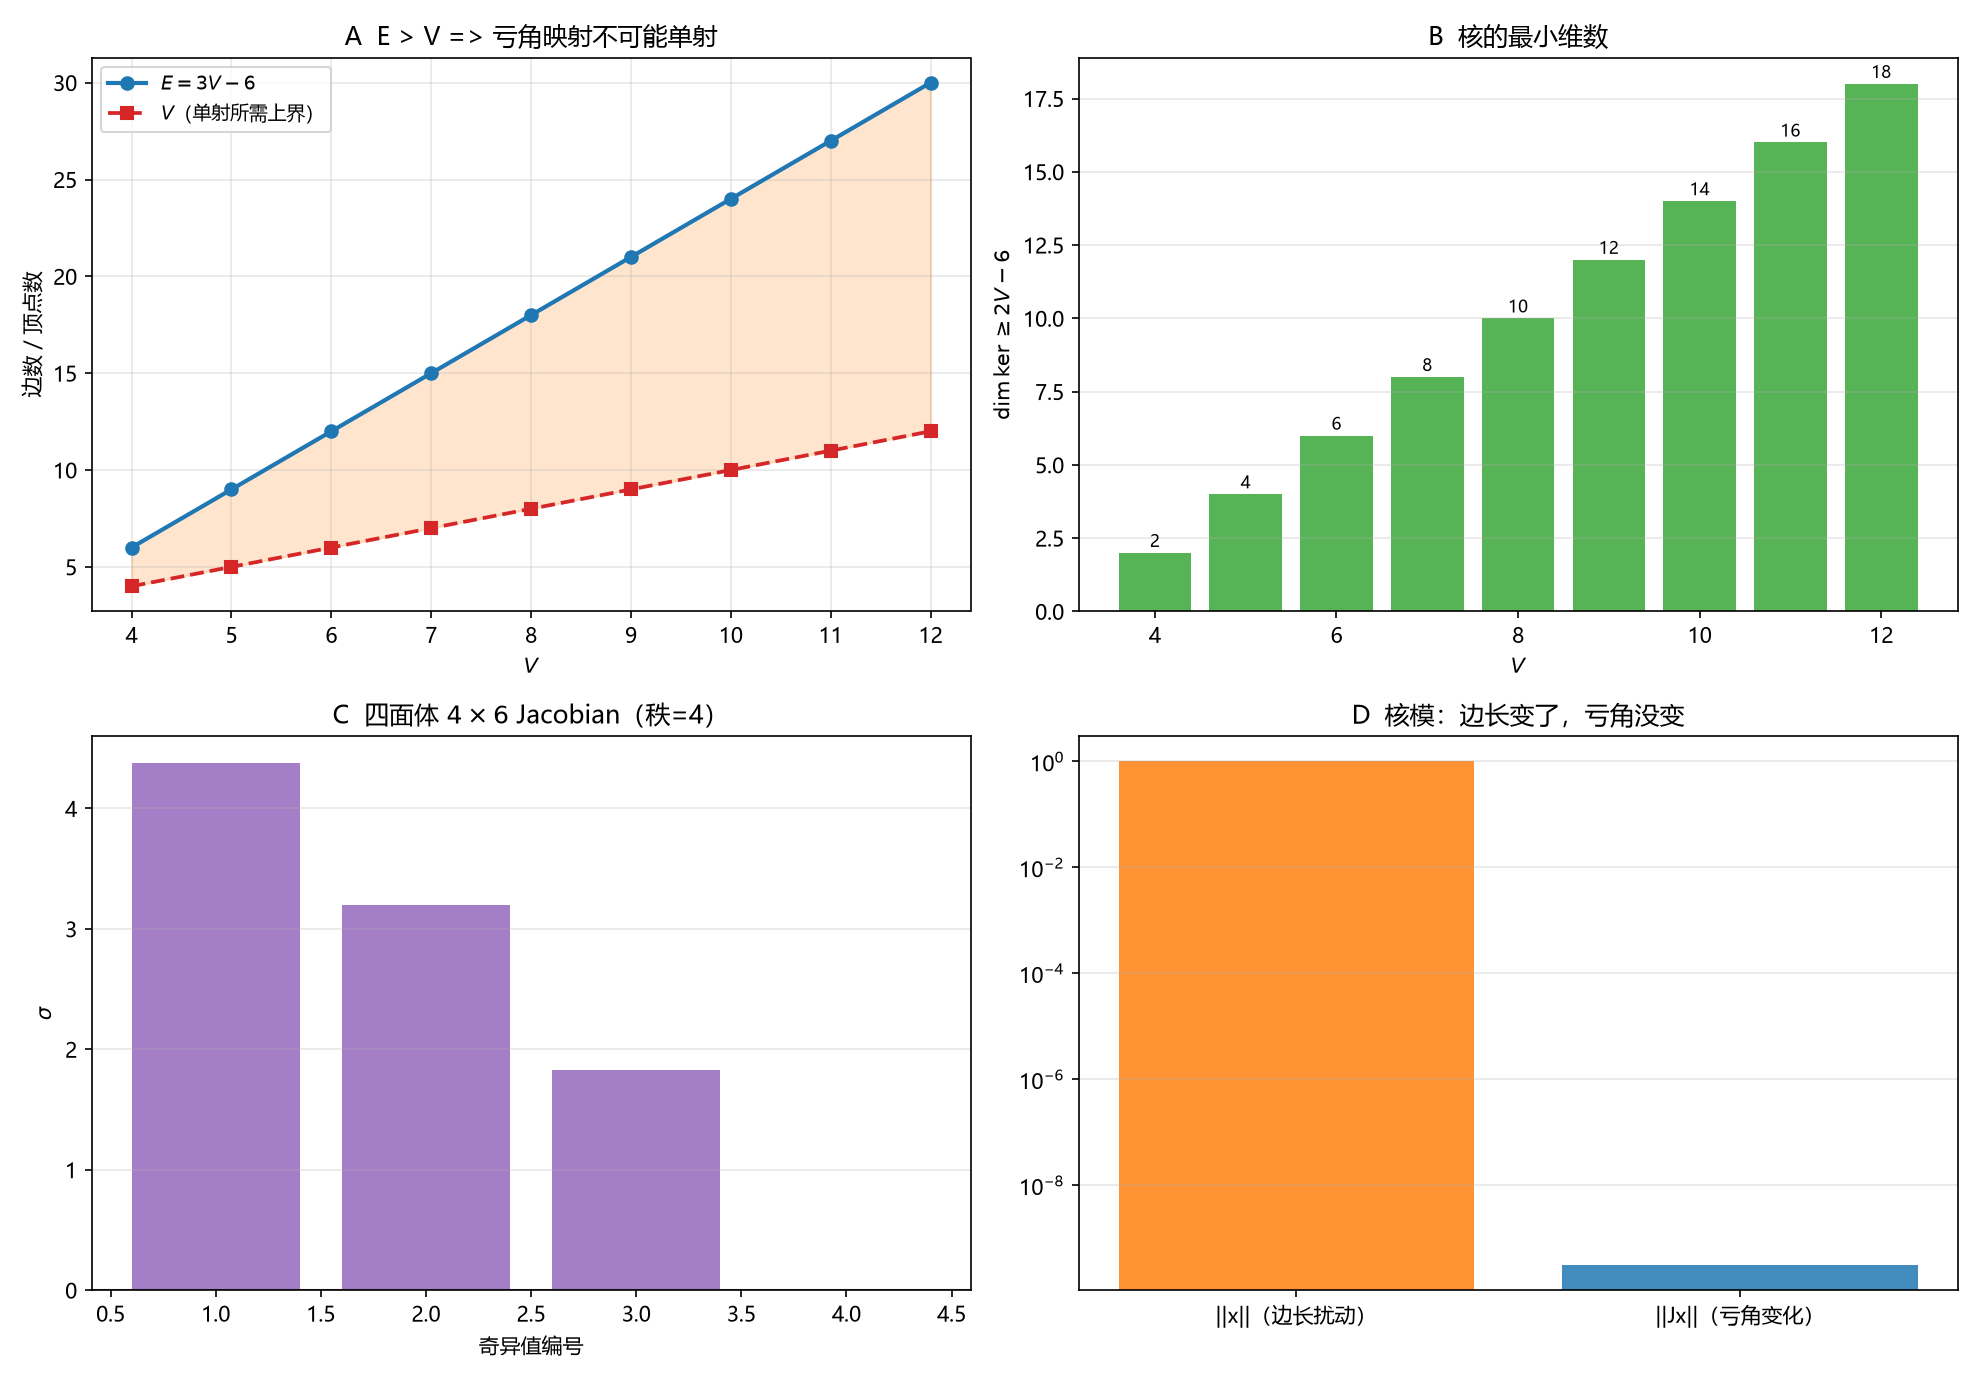 A  E > V => 亏角映射不可能单射
E = 3V − 6
V（单射所需上界）
边数 / 顶点数
30
25
20
15
10
5
4 5 6 7 8 9 10 11 12
V
B  核的最小维数
dim ker ≥ 2V − 6
17.5
15.0
12.5
10.0
7.5
5.0
2.5
0.0
2 4 6 8 10 12 14 16 18
4 6 8 10 12
V
C  四面体 4 × 6 Jacobian（秩=4）
σ
4
3
2
1
0
0.5 1.0 1.5 2.0 2.5 3.0 3.5 4.0 4.5
奇异值编号
D  核模：边长变了，亏角没变
10⁰
10⁻²
10⁻⁴
10⁻⁶
10⁻⁸
||x||（边长扰动） ||Jx||（亏角变化）